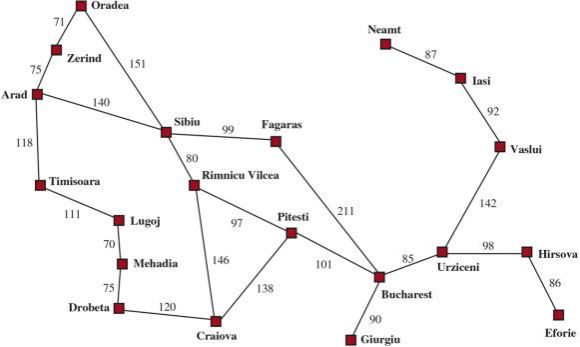 Oradea
71
Neamt
87
Zerind
151
75
Iasi
Arad
140
92
Sibiu
99
Fagaras
118
Vaslui
80
Timisoara
Rimnicu Vilcea
111
Lugoj
97
Pitesti
211
142
70
98
Mehadia
146
101
85
Hirsova
Urziceni
75
138
86
Bucharest
Drobeta
120
90
Craiova
Giurgiu
Eforie